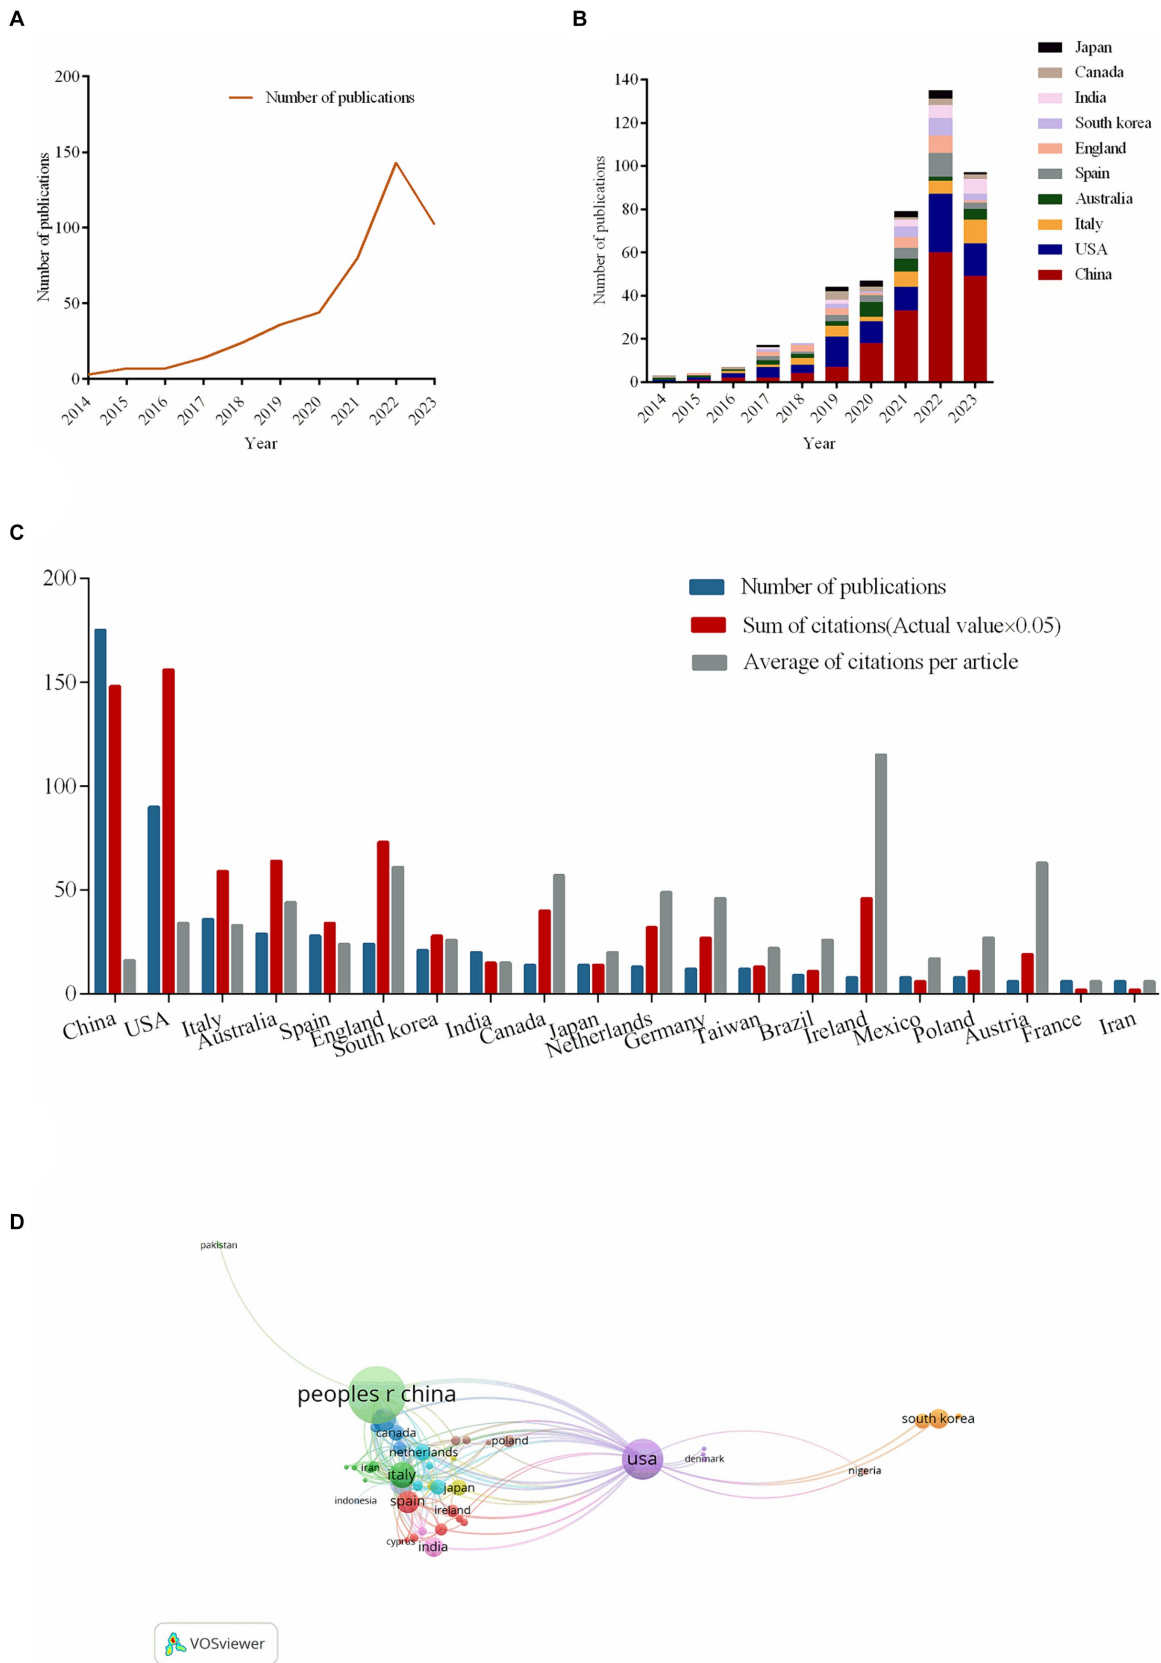 A
200
150
100
50
0
Number of publications
Number of publications
2014
2015
2016
2017
2018
2019
2020
2021
2022
2023
Year
B
140
120
100
80
60
40
20
0
Number of publications
2014
2015
2016
2017
2018
2019
2020
2021
2022
2023
Year
Japan
Canada
India
South korea
England
Spain
Australia
Italy
USA
China
C
200
150
100
50
0
Number of publications
Sum of citations(Actual value×0.05)
Average of citations per article
China
USA
Italy
Australia
Spain
England
South korea
India
Canada
Japan
Netherlands
Germany
Taiwan
Brazil
Ireland
Mexico
Poland
Austria
France
Iran
D
pakistan
peoples r china
canada
netherlands
poland
iran
italy
japan
indonesia
spain
ireland
cyprus
india
usa
denmark
south korea
nigeria
VOSviewer